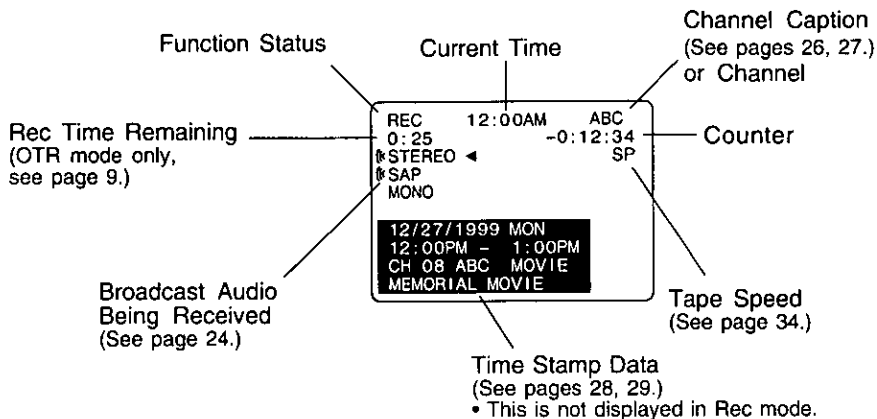 Function Status
Current Time
Channel Caption
(See pages 26, 27.)
or Channel
Rec Time Remaining
(OTR mode only,
see page 9.)
REC 12:00AM ABC
0:25 -0:12:34
STEREO ◄ SP
SAP
MONO
Counter
12/27/1999 MON
12:00PM - 1:00PM
CH 08 ABC MOVIE
MEMORIAL MOVIE
Broadcast Audio
Being Received
(See page 24.)
Tape Speed
(See page 34.)
Time Stamp Data
(See pages 28, 29.)
• This is not displayed in Rec mode.